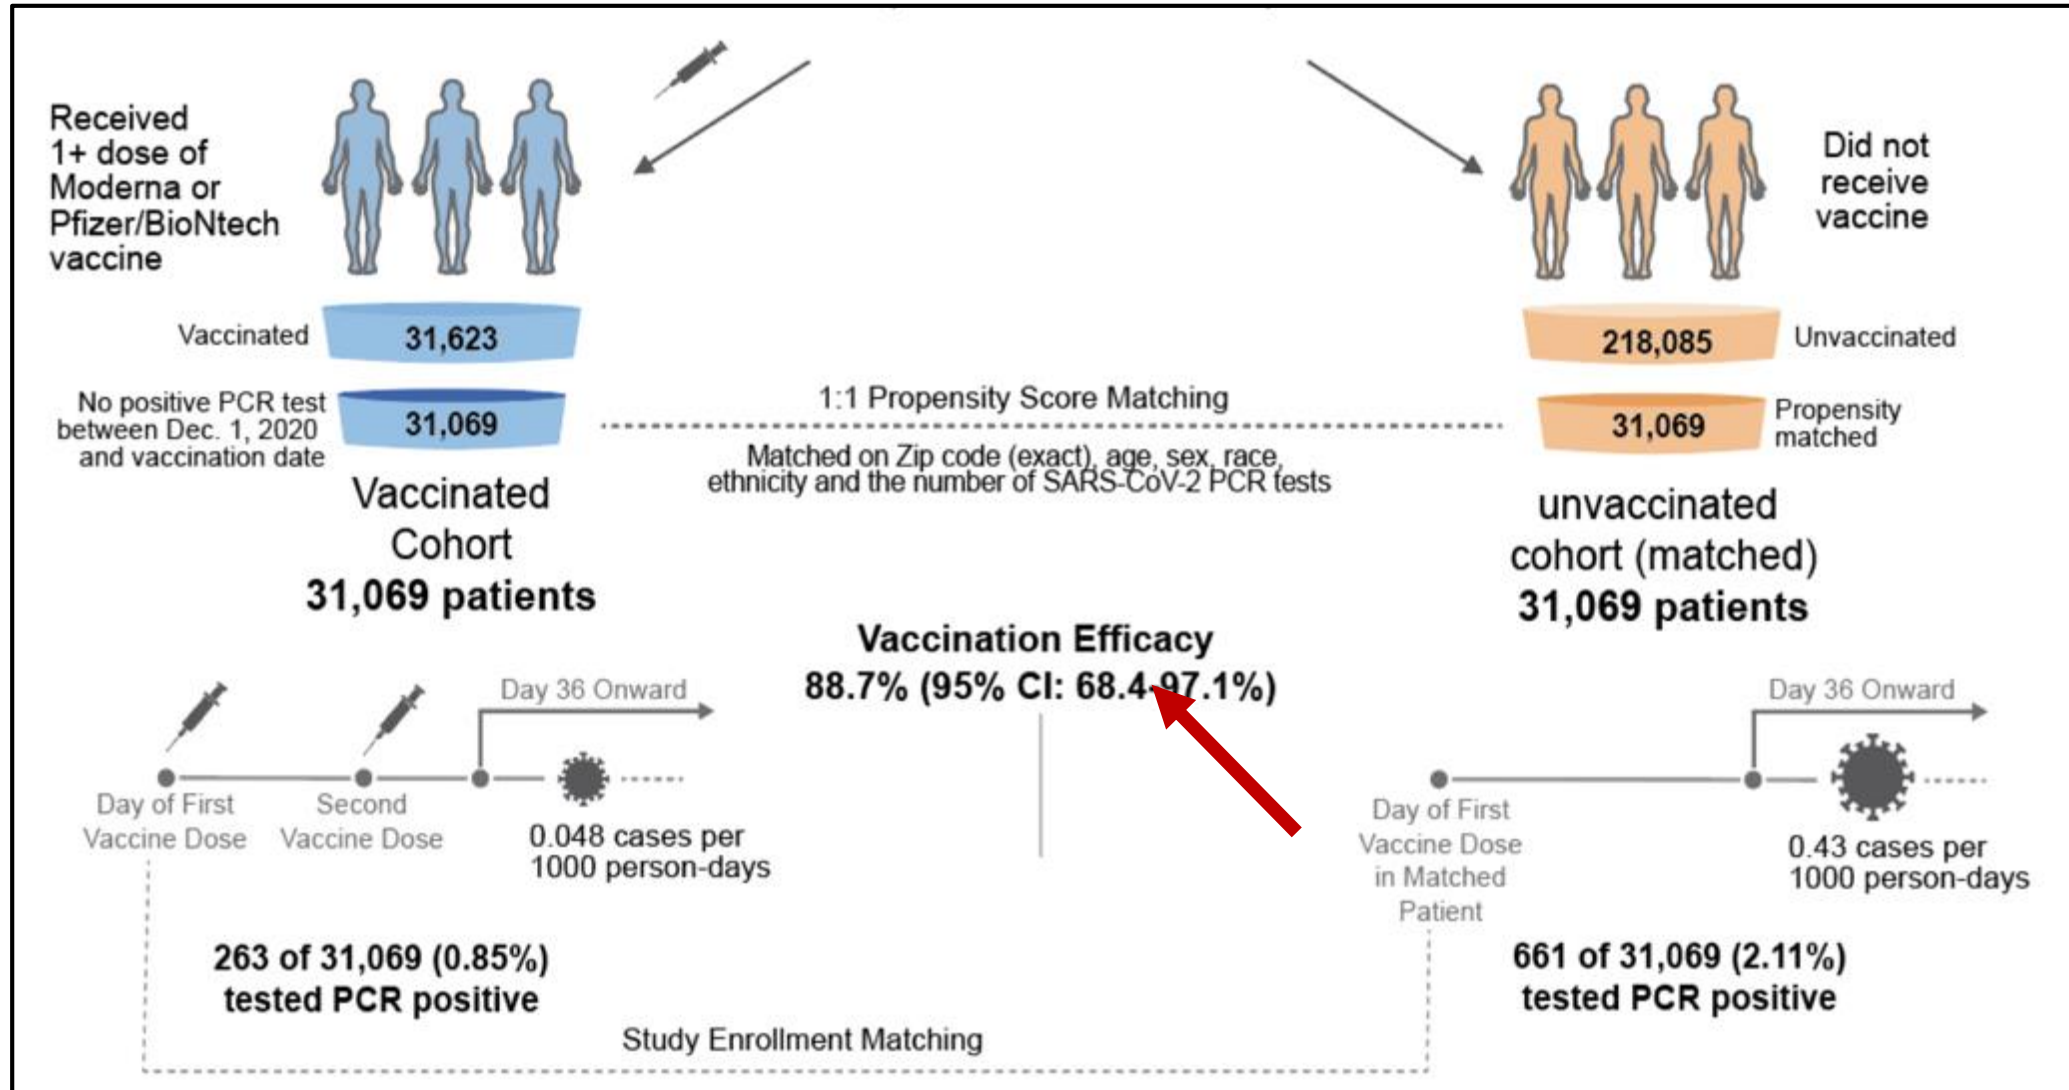 Received
1+ dose of
Moderna or
Pfizer/BioNtech
vaccine
Did not
receive
vaccine
Vaccinated
31,623
218,085
Unvaccinated
No positive PCR test
between Dec. 1, 2020
and vaccination date
31,069
1:1 Propensity Score Matching
Matched on Zip code (exact), age, sex, race,
ethnicity and the number of SARS-CoV-2 PCR tests
31,069
Propensity
matched
Vaccinated
Cohort
31,069 patients
unvaccinated
cohort (matched)
31,069 patients
Vaccination Efficacy
88.7% (95% CI: 68.4-97.1%)
Day 36 Onward
Day of First
Vaccine Dose
Second
Vaccine Dose
0.048 cases per
1000 person-days
Day 36 Onward
Day of First
Vaccine Dose
in Matched
Patient
0.43 cases per
1000 person-days
263 of 31,069 (0.85%)
tested PCR positive
661 of 31,069 (2.11%)
tested PCR positive
Study Enrollment Matching